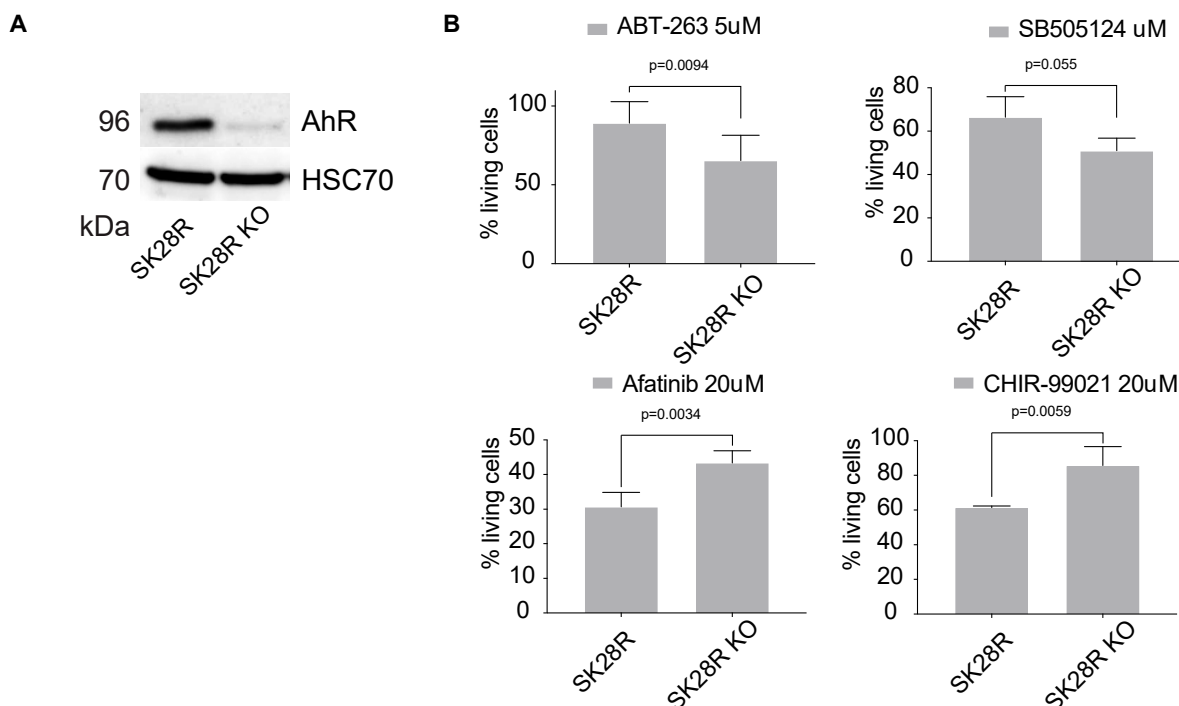 A
96 AhR
70 HSC70
kDa
SK28R
SK28R KO
B
ABT-263 5uM
p=0.0094
% living cells
100
50
0
SK28R
SK28R KO
SB505124 uM
p=0.055
% living cells
80
60
40
20
0
SK28R
SK28R KO
Afatinib 20uM
p=0.0034
% living cells
50
40
30
20
10
0
SK28R
SK28R KO
CHIR-99021 20uM
p=0.0059
% living cells
100
80
60
40
20
0
SK28R
SK28R KO